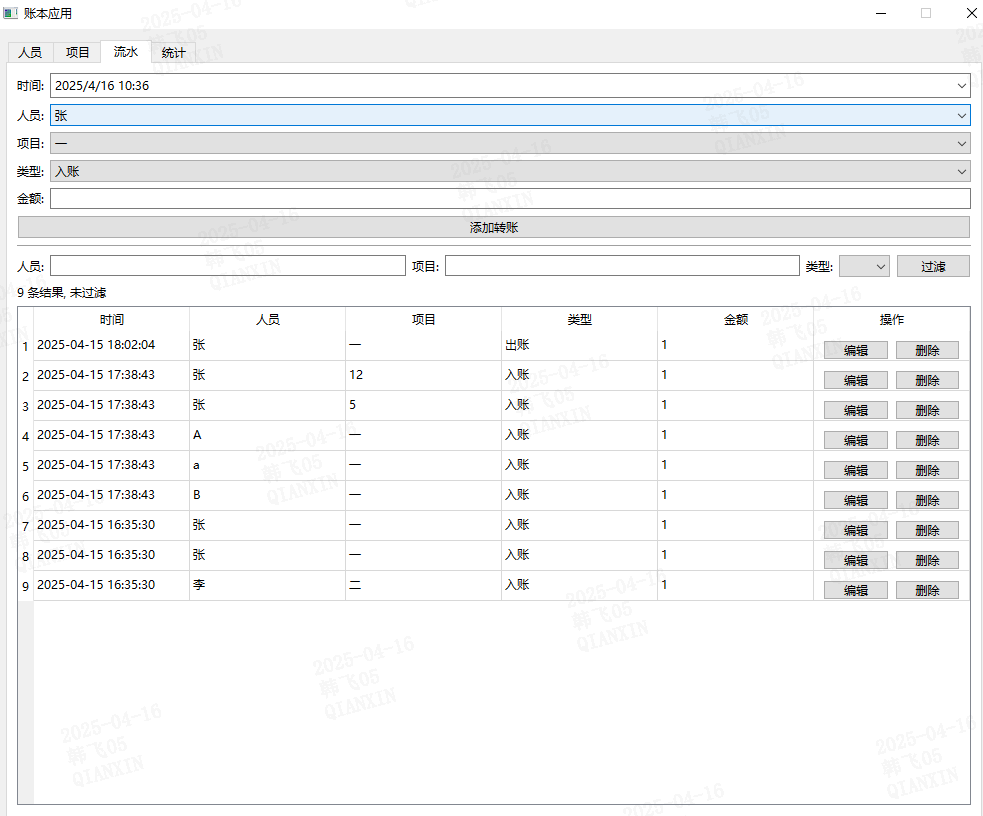 账本应用
人员 项目 流水 统计
时间: 2025/4/16 10:36
人员: 张
项目: 一
类型: 入账
金额:
添加转账
人员: 项目: 类型: 过滤
9 条结果, 未过滤
时间 人员 项目 类型 金额 操作
1 2025-04-15 18:02:04 张 一 出账 1 编辑 删除
2 2025-04-15 17:38:43 张 12 入账 1 编辑 删除
3 2025-04-15 17:38:43 张 5 入账 1 编辑 删除
4 2025-04-15 17:38:43 A 一 入账 1 编辑 删除
5 2025-04-15 17:38:43 a 一 入账 1 编辑 删除
6 2025-04-15 17:38:43 B 一 入账 1 编辑 删除
7 2025-04-15 16:35:30 张 一 入账 1 编辑 删除
8 2025-04-15 16:35:30 张 一 入账 1 编辑 删除
9 2025-04-15 16:35:30 李 二 入账 1 编辑 删除
2025-04-16
韩飞05
QIANXIN